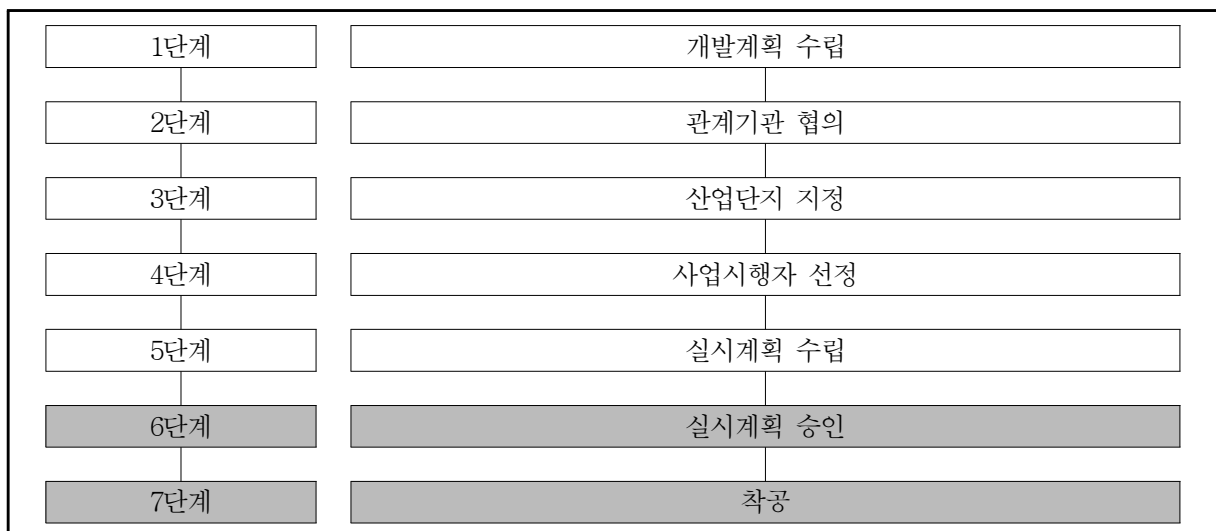 1단계 개발계획 수립
2단계 관계기관 협의
3단계 산업단지 지정
4단계 사업시행자 선정
5단계 실시계획 수립
6단계 실시계획 승인
7단계 착공